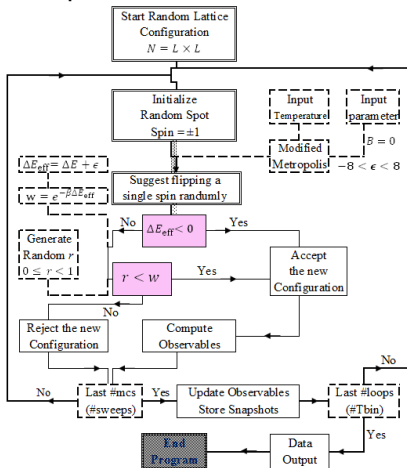 Start Random Lattice
Configuration
N = L × L
Initialize
Random Spot
Spin = ±1
Input
Temperature
Input
parameter
B = 0
Modified
Metropolis
−8 < ϵ < 8
ΔE_eff = ΔE + ϵ
w = e^{−βΔE_eff}
Suggest flipping a
single spin randomly
No
ΔE_eff < 0
Yes
Generate
Random r
0 ≤ r < 1
r < w
Yes
Accept
the new
Configuration
No
Reject the new
Configuration
Compute
Observables
No
Last #mcs
(#sweeps)
Yes
Update Observables
Store Snapshots
Last #loops
(#Tbin)
No
Yes
Data
Output
End
Program